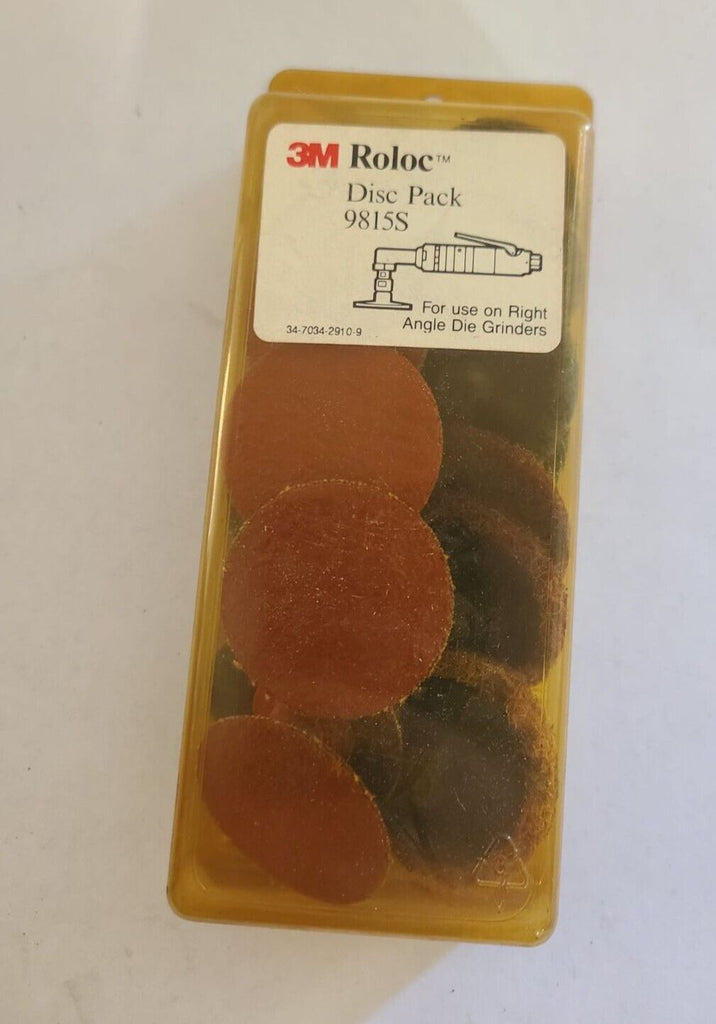 3M Roloc™
Disc Pack
9815S
For use on Right
Angle Die Grinders
34-7034-2910-9